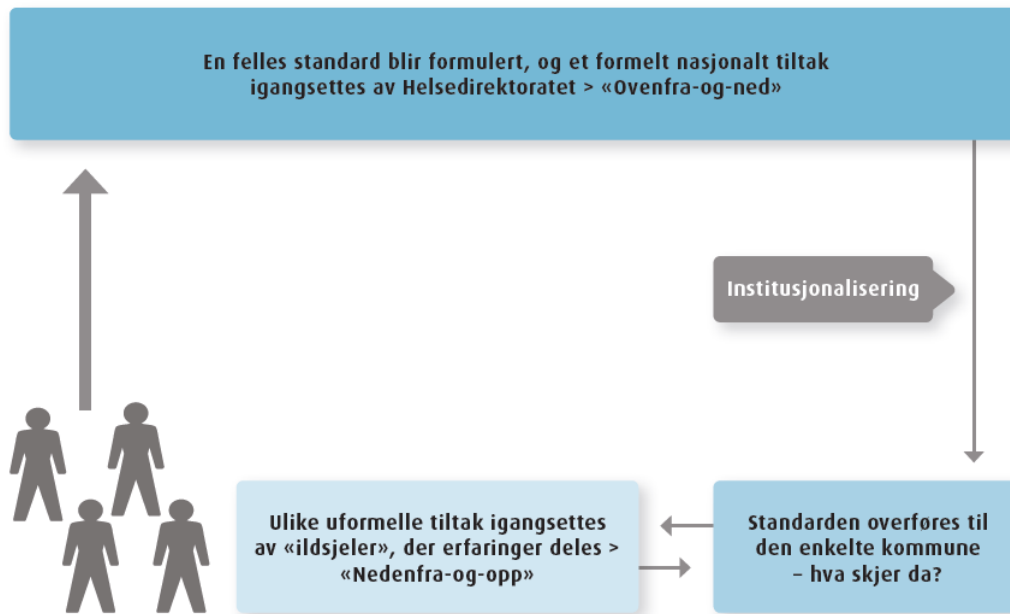 En felles standard blir formulert, og et formelt nasjonalt tiltak
igangsettes av Helsedirektoratet > «Ovenfra-og-ned»
Institusjonalisering
Ulike uformelle tiltak igangsettes
av «ildsjeler», der erfaringer deles >
«Nedenfra-og-opp»
Standarden overføres til
den enkelte kommune
– hva skjer da?